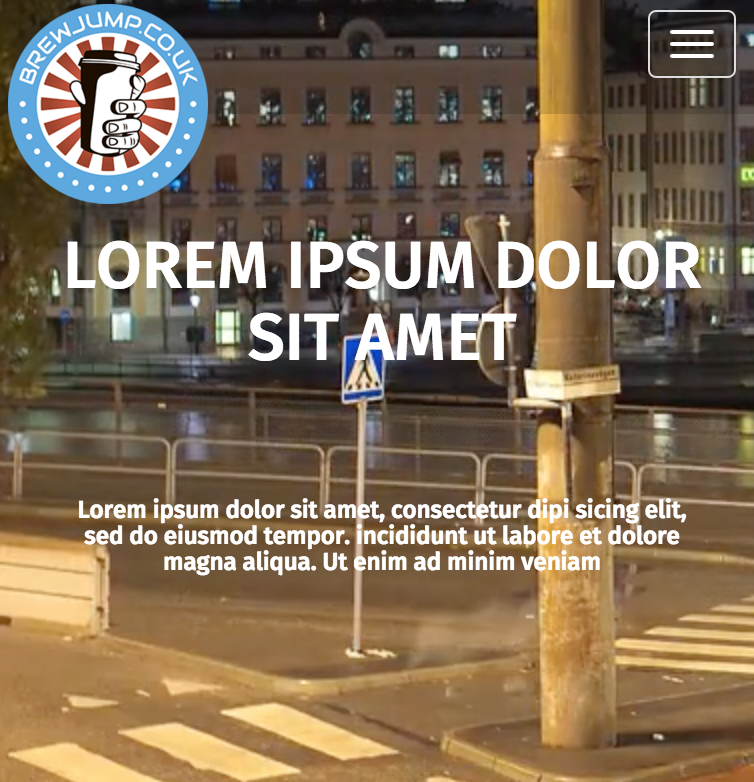 BREWJUMP.CO.UK
LOREM IPSUM DOLOR
SIT AMET
Lorem ipsum dolor sit amet, consectetur dipi sicing elit,
sed do eiusmod tempor. incididunt ut labore et dolore
magna aliqua. Ut enim ad minim veniam